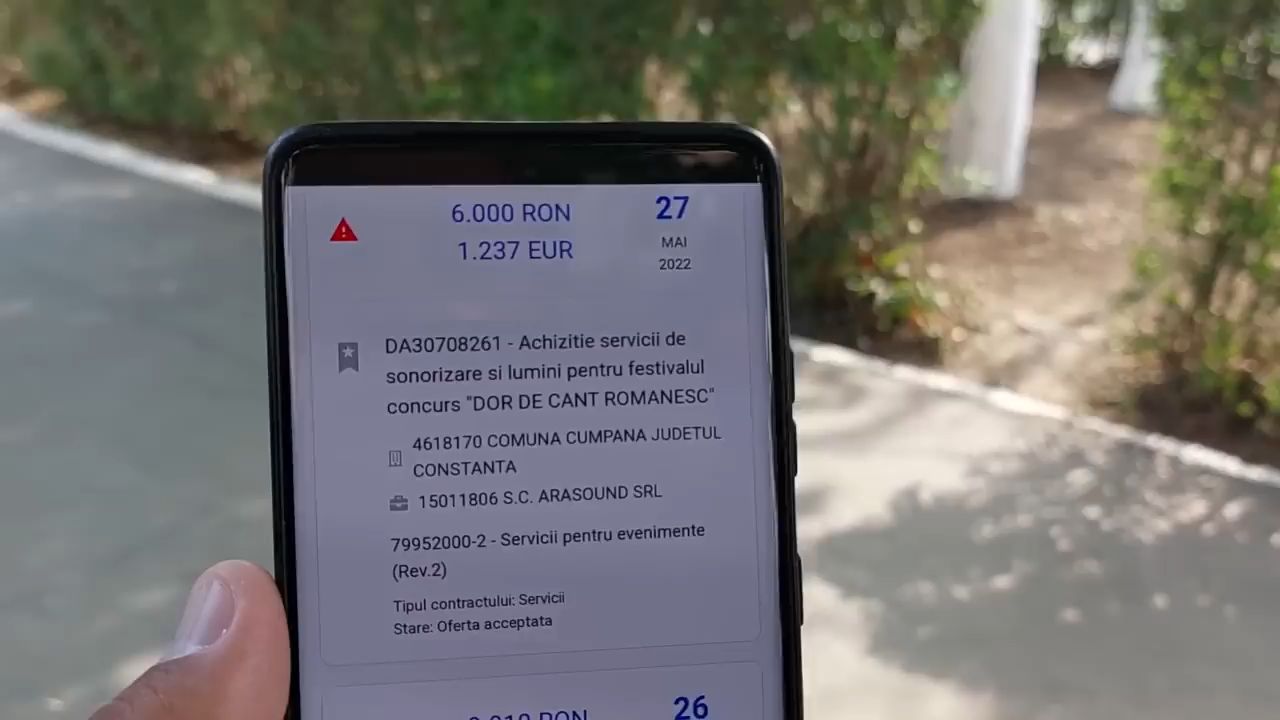 6.000 RON
1.237 EUR
27
MAI
2022
DA30708261 - Achizitie servicii de
sonorizare si lumini pentru festivalul
concurs "DOR DE CANT ROMANESC"
4618170 COMUNA CUMPANA JUDETUL
CONSTANTA
15011806 S.C. ARASOUND SRL
79952000-2 - Servicii pentru evenimente
(Rev.2)
Tipul contractului: Servicii
Stare: Oferta acceptata
RON
26